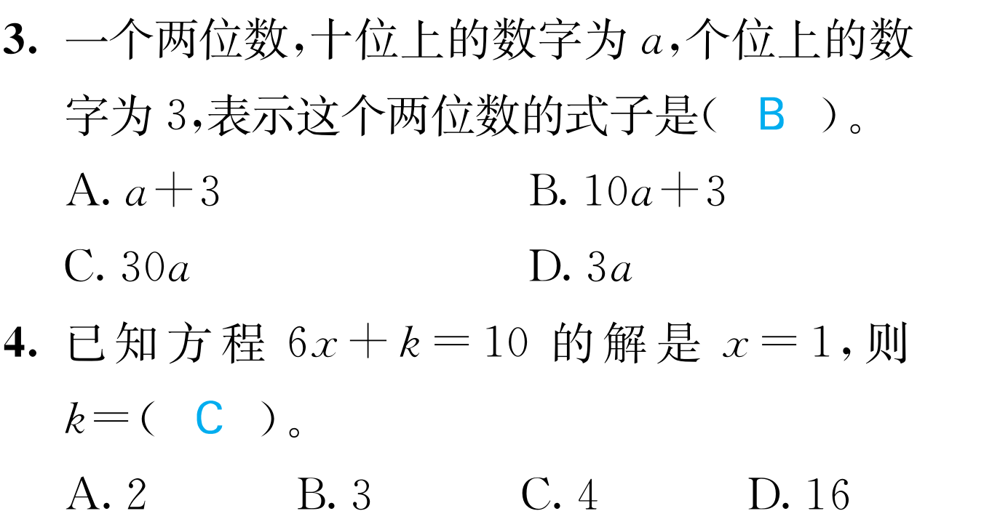 3. 一个两位数,十位上的数字为 a,个位上的数
字为 3,表示这个两位数的式子是( B )。
A. a+3 B. 10a+3
C. 30a D. 3a
4. 已知方程 6x+k=10 的解是 x=1,则
k=( C )。
A. 2 B. 3 C. 4 D. 16